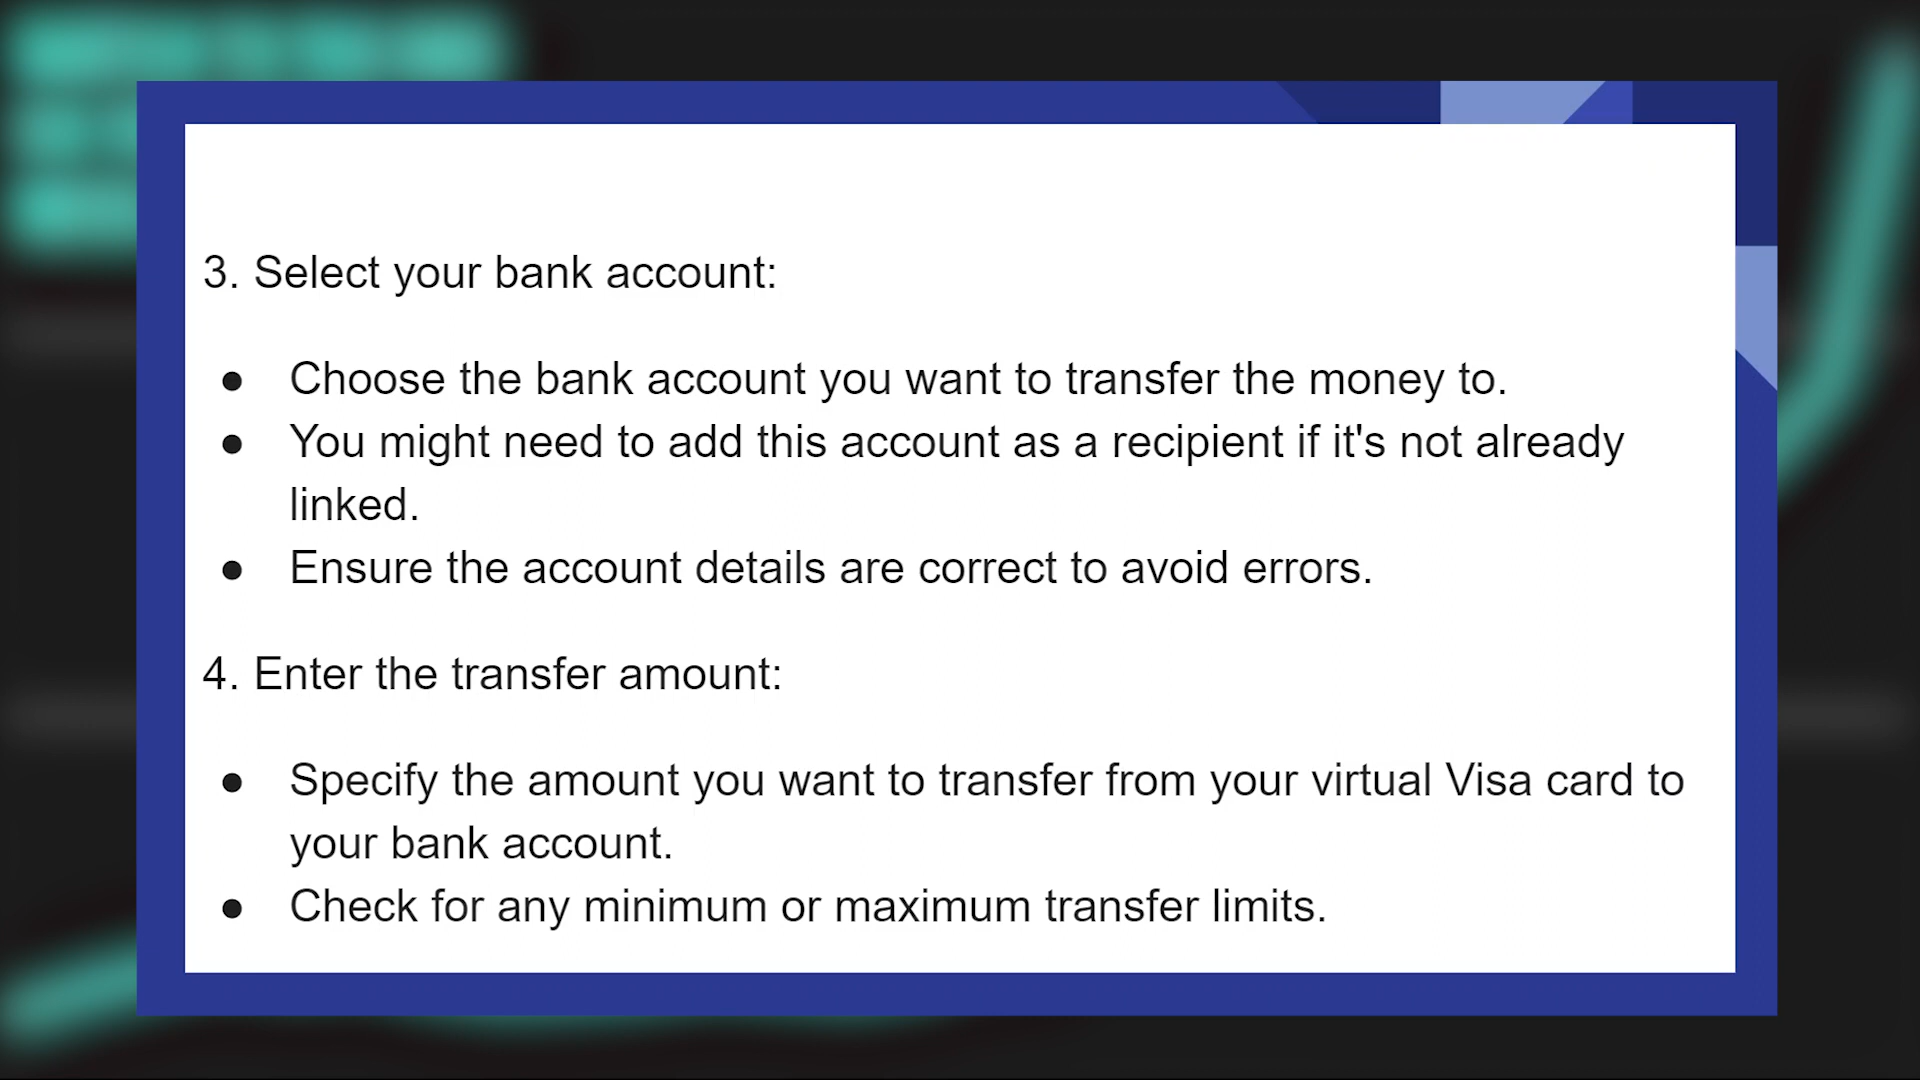 3. Select your bank account:
● Choose the bank account you want to transfer the money to.
● You might need to add this account as a recipient if it's not already
linked.
● Ensure the account details are correct to avoid errors.
4. Enter the transfer amount:
● Specify the amount you want to transfer from your virtual Visa card to
your bank account.
● Check for any minimum or maximum transfer limits.